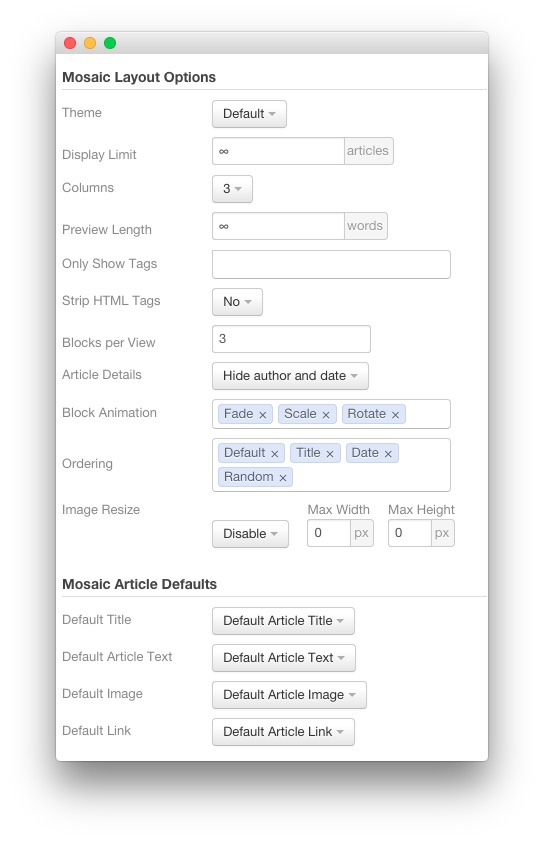 Mosaic Layout Options
Theme Default
Display Limit ∞ articles
Columns 3
Preview Length ∞ words
Only Show Tags
Strip HTML Tags No
Blocks per View 3
Article Details Hide author and date
Block Animation Fade × Scale × Rotate ×
Ordering Default × Title × Date ×
Random ×
Image Resize Max Width Max Height
Disable 0 px 0 px
Mosaic Article Defaults
Default Title Default Article Title
Default Article Text Default Article Text
Default Image Default Article Image
Default Link Default Article Link